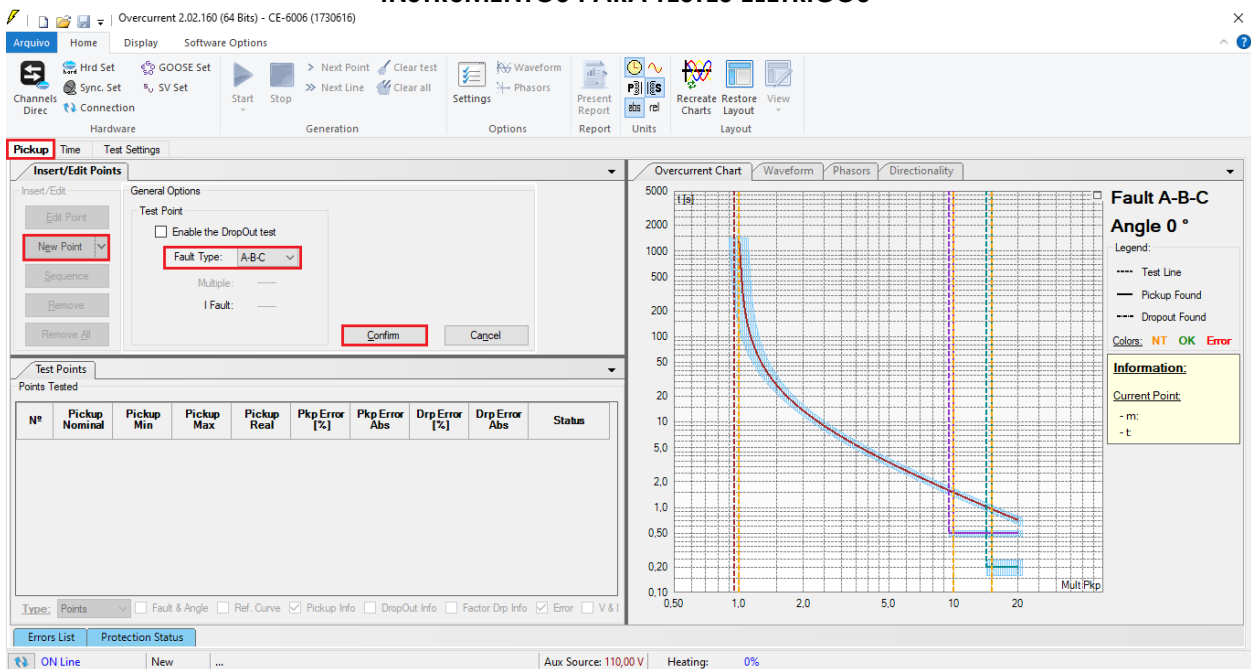 INSTRUMENTOS PARA TESTES ELÉTRICOS
Overcurrent 2.02.160 (64 Bits) - CE-6006 (1730616)
Arquivo Home Display Software Options
Hrd Set GOOSE Set Next Point Clear test Waveform
Sync. Set SV Set Next Line Clear all Phasors
Channels Direc Connection Start Stop Settings Present Report abs rel Recreate Charts Restore Layout View
Hardware Generation Options Report Units Layout
Pickup Time Test Settings
Insert/Edit Points
Insert/Edit
Edit Point
New Point
Sequence
Remove
Remove All
General Options
Test Point
Enable the DropOut test
Fault Type: A-B-C
Multiple:
I Fault:
Confirm Cancel
Test Points
Points Tested
Nº Pickup Nominal Pickup Min Pickup Max Pickup Real Pkp Error [%] Pkp Error Abs Drp Error [%] Drp Error Abs Status
Type: Points Fault & Angle Ref. Curve Pickup Info DropOut Info Factor Drp Info Error V & I
Overcurrent Chart Waveform Phasors Directionality
t [s]
5000
2000
1000
500
200
100
50
20
10
5,0
2,0
1,0
0,50
0,20
0,10
0,50 1,0 2,0 5,0 10 20
Mult Pkp
Fault A-B-C
Angle 0 °
Legend:
Test Line
Pickup Found
Dropout Found
Colors: NT OK Error
Information:
Current Point:
- m:
- t:
Errors List Protection Status
ON Line New ... Aux Source: 110,00 V Heating: 0%